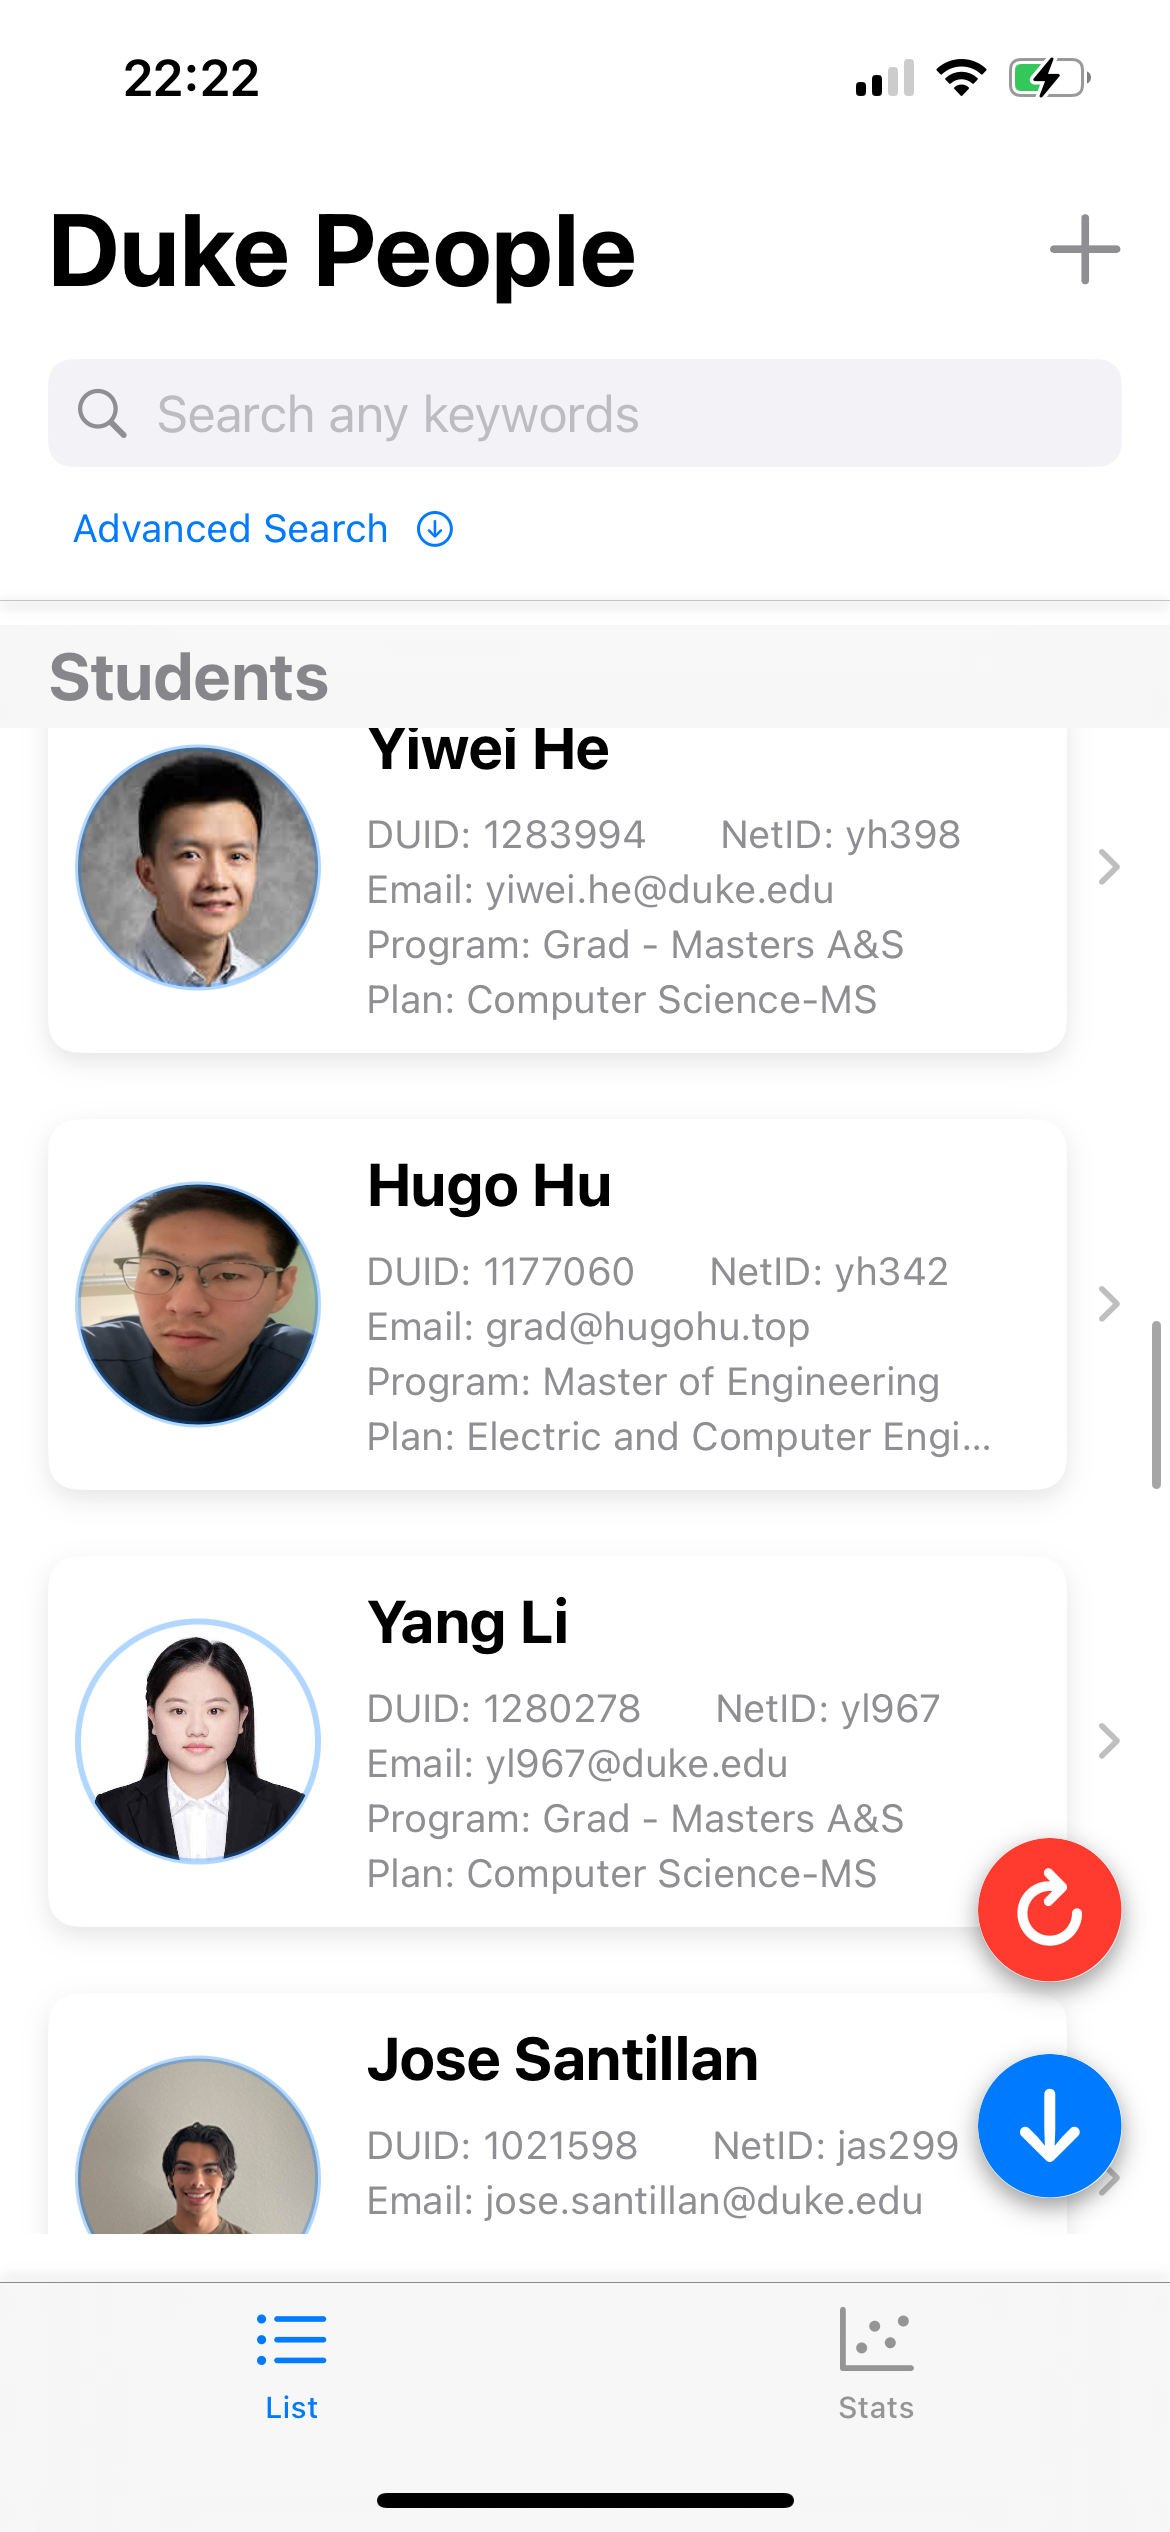 22:22
Duke People
Search any keywords
Advanced Search
Students
Yiwei He
DUID: 1283994 NetID: yh398
Email: yiwei.he@duke.edu
Program: Grad - Masters A&S
Plan: Computer Science-MS
Hugo Hu
DUID: 1177060 NetID: yh342
Email: grad@hugohu.top
Program: Master of Engineering
Plan: Electric and Computer Engi...
Yang Li
DUID: 1280278 NetID: yl967
Email: yl967@duke.edu
Program: Grad - Masters A&S
Plan: Computer Science-MS
Jose Santillan
DUID: 1021598 NetID: jas299
Email: jose.santillan@duke.edu
List
Stats